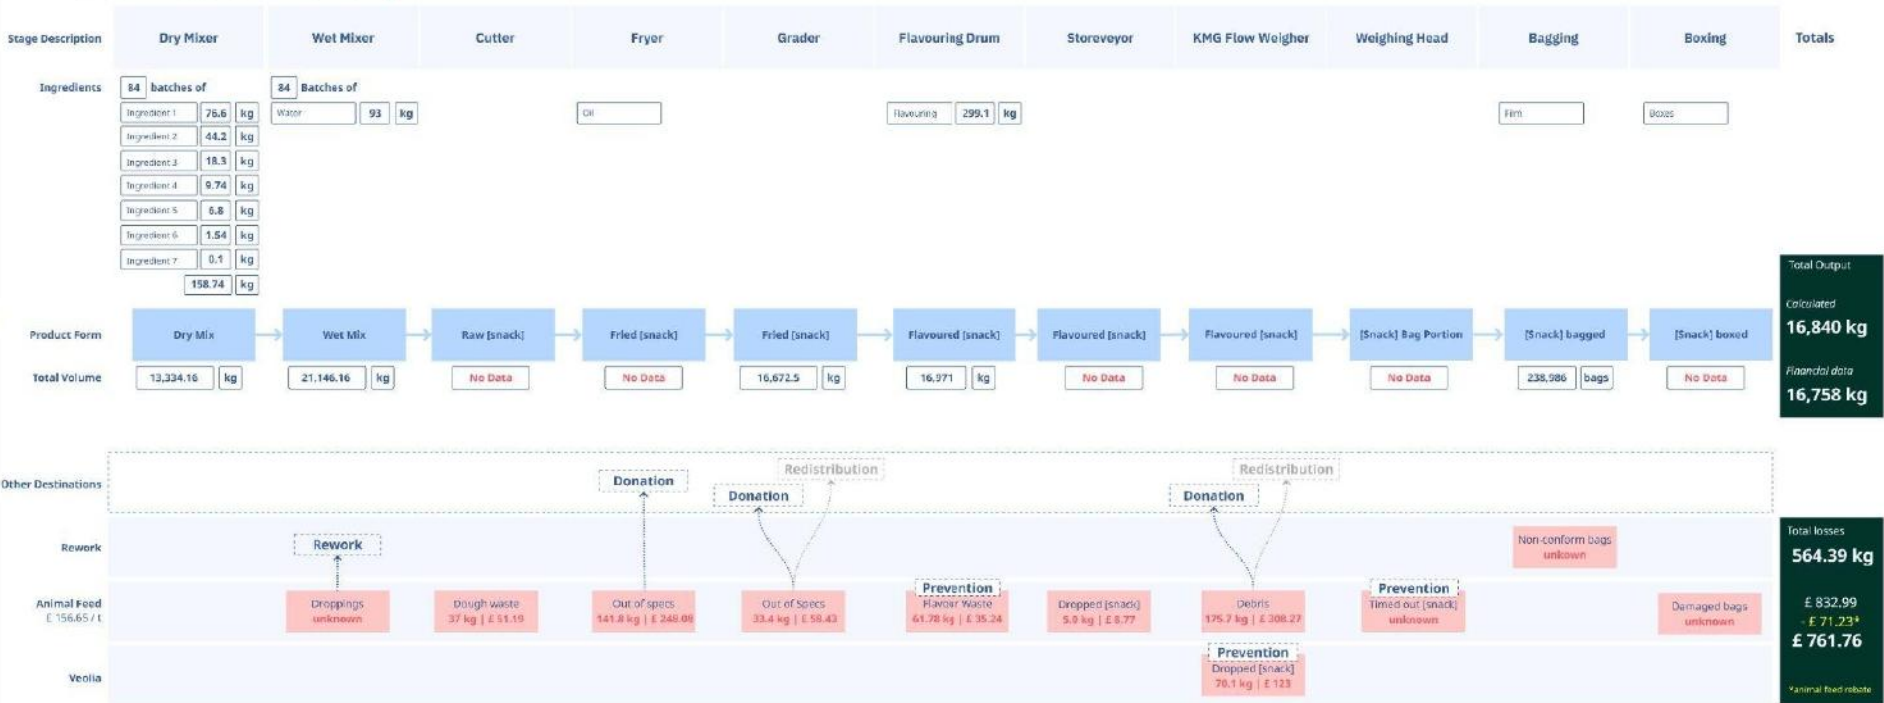 Stage Description
Dry Mixer
Wet Mixer
Cutter
Fryer
Grader
Flavouring Drum
Storeveyor
KMG Flow Weigher
Weighing Head
Bagging
Boxing
Totals
Ingredients
84 batches of
84 Batches of
Ingredient 1 76.6 kg
Water 93 kg
Oil
Flavouring 299.1 kg
Film
Boxes
Ingredient 2 44.2 kg
Ingredient 3 18.3 kg
Ingredient 4 9.74 kg
Ingredient 5 6.8 kg
Ingredient 6 1.54 kg
Ingredient 7 0.1 kg
158.74 kg
Total Output
Calculated
16,840 kg
Financial data
16,758 kg
Product Form
Dry Mix
Wet Mix
Raw [snack]
Fried [snack]
Fried [snack]
Flavoured [snack]
Flavoured [snack]
Flavoured [snack]
[Snack] Bag Portion
[Snack] bagged
[Snack] boxed
Total Volume
13,334.16 kg
21,146.16 kg
No Data
No Data
16,672.5 kg
16,971 kg
No Data
No Data
No Data
238,986 bags
No Data
Other Destinations
Donation
Donation
Redistribution
Donation
Redistribution
Rework
Rework
Non-conform bags
unkown
Animal Feed
£ 156.65 / t
Droppings
unknown
Dough waste
37 kg | £ 51.19
Out of specs
141.8 kg | £ 248.08
Out of Specs
33.4 kg | £ 58.43
Prevention
Flavour Waste
61.78 kg | £ 35.24
Dropped [snack]
5.0 kg | £ 8.77
Debris
175.7 kg | £ 308.27
Prevention
Timed out [snack]
unknown
Damaged bags
unknown
Veolia
Prevention
Dropped [snack]
70.1 kg | £ 123
Total losses
564.39 kg
£ 832.99
- £ 71.23*
£ 761.76
*animal feed rebate